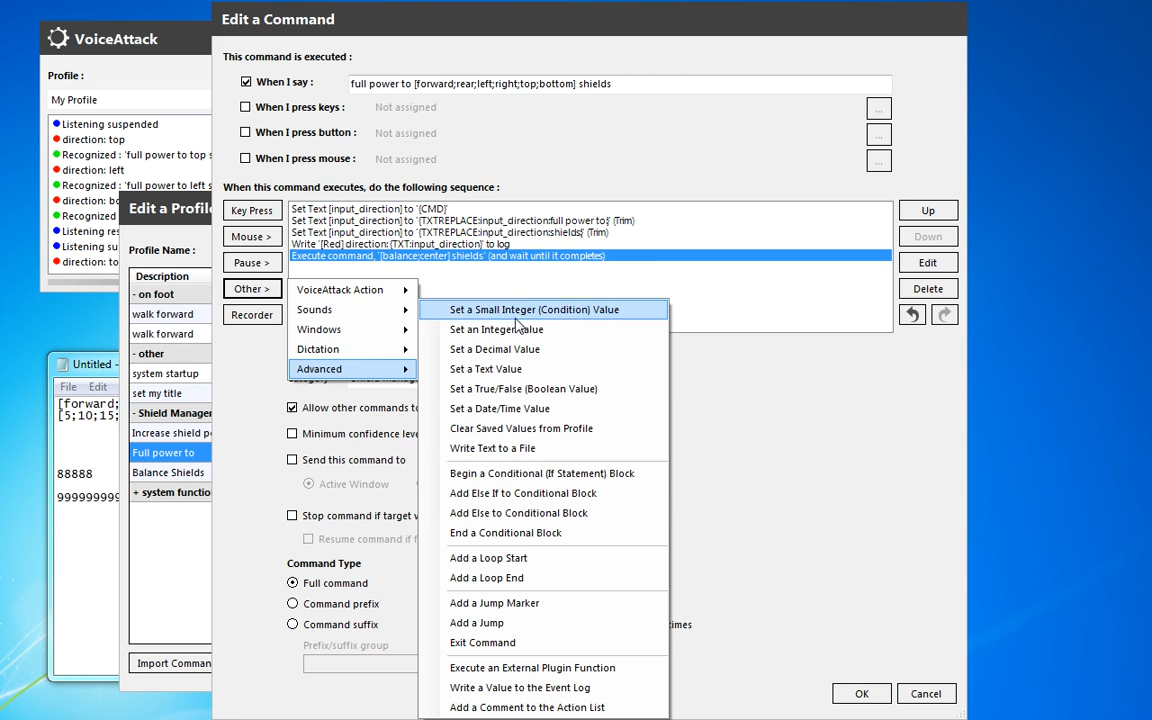 Edit a Command
VoiceAttack
Profile :
My Profile
Listening suspended
direction: top
Recognized : 'full power to top s
direction: left
Recognized : 'full power to left s
direction: bo
Recognized
Listening res
Listening su
direction: to
Edit a Profil
Profile Name :
Description
- on foot
walk forward
walk forward
- other
system startup
set my title
- Shield Manager
Increase shield po
Full power to
Balance Shields
+ system functio
Import Comman
Untitled -
File Edit
[forward;
[5;10;15;
88888
999999999
This command is executed :
When I say : full power to [forward;rear;left;right;top;bottom] shields
When I press keys : Not assigned ...
When I press button : Not assigned ...
When I press mouse : Not assigned ...
When this command executes, do the following sequence :
Key Press
Mouse >
Pause >
Other >
Recorder
Set Text [input_direction] to '{CMD}'
Set Text [input_direction] to '{TXTREPLACE:input_direction:full power to:}' (Trim)
Set Text [input_direction] to '{TXTREPLACE:input_direction:shields:}' (Trim)
Write '[Red] direction: {TXT:input_direction}' to log
Execute command, '[balance;center] shields' (and wait until it completes)
Up
Down
Edit
Delete
VoiceAttack Action
Sounds
Windows
Dictation
Advanced
Set a Small Integer (Condition) Value
Set an Integer Value
Set a Decimal Value
Set a Text Value
Set a True/False (Boolean Value)
Set a Date/Time Value
Clear Saved Values from Profile
Write Text to a File
Begin a Conditional (If Statement) Block
Add Else If to Conditional Block
Add Else to Conditional Block
End a Conditional Block
Add a Loop Start
Add a Loop End
Add a Jump Marker
Add a Jump
Exit Command
Execute an External Plugin Function
Write a Value to the Event Log
Add a Comment to the Action List
Allow other commands to
Minimum confidence leve
Send this command to
Active Window
Stop command if target w
Resume command if f
Command Type
Full command
Command prefix
Command suffix
times
Prefix/suffix group
OK
Cancel